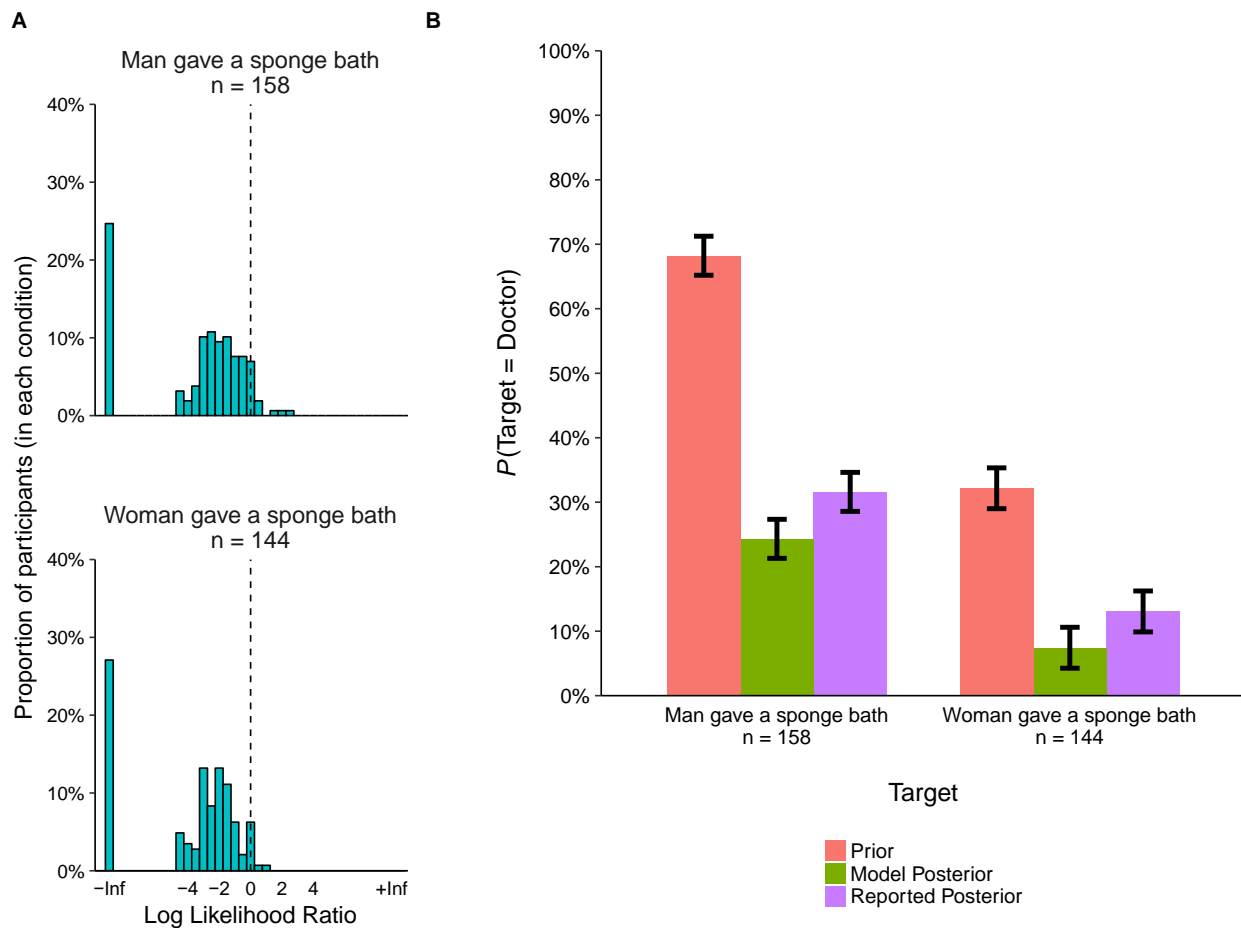 A
Man gave a sponge bath
n = 158
40%
30%
20%
10%
0%
Woman gave a sponge bath
n = 144
40%
30%
20%
10%
0%
−Inf −4 −2 0 2 4 +Inf
Log Likelihood Ratio
Proportion of participants (in each condition)
B
100%
90%
80%
70%
60%
50%
40%
30%
20%
10%
0%
P(Target = Doctor)
Man gave a sponge bath
n = 158
Woman gave a sponge bath
n = 144
Target
Prior
Model Posterior
Reported Posterior